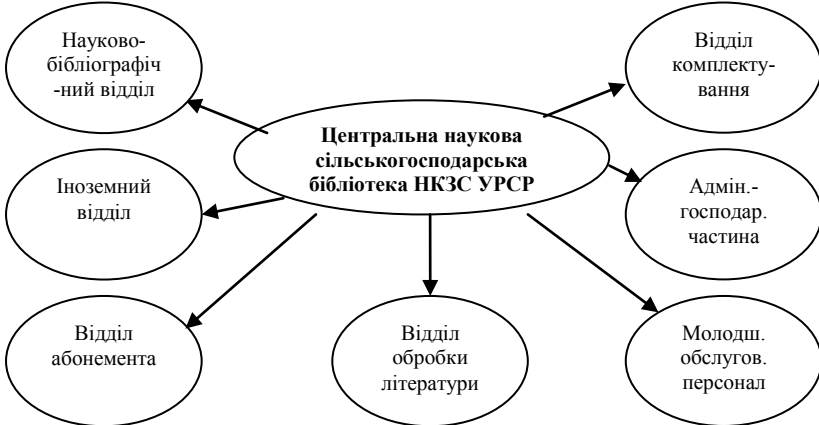 Науково-
бібліографіч
-ний відділ
Відділ
комплекту-
вання
Центральна наукова
сільськогосподарська
бібліотека НКЗС УРСР
Іноземний
відділ
Адмін.-
господар.
частина
Відділ
абонемента
Відділ
обробки
літератури
Молодш.
обслугов.
персонал